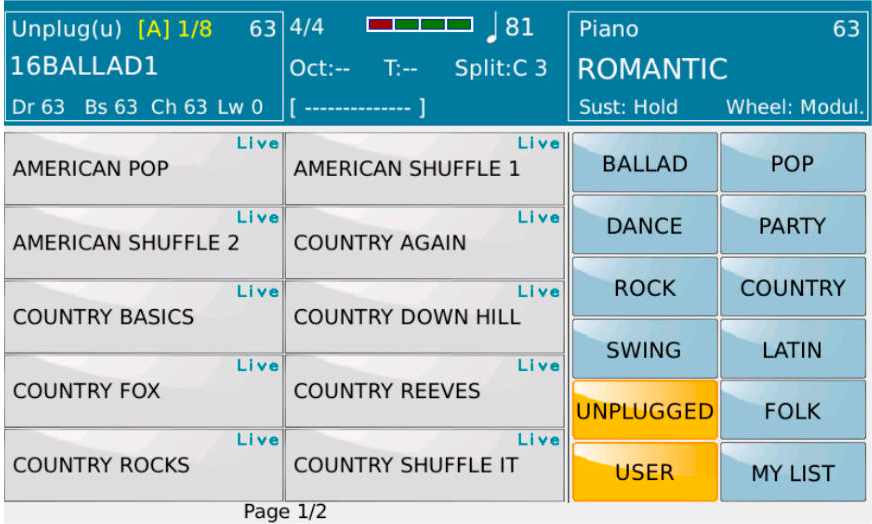 Unplug(u) [A] 1/8 63
16BALLAD1
Dr 63 Bs 63 Ch 63 Lw 0
4/4 81
Oct:-- T:-- Split:C 3
[ -------------- ]
Piano 63
ROMANTIC
Sust: Hold Wheel: Modul.
Live
AMERICAN POP
Live
AMERICAN SHUFFLE 1
Live
AMERICAN SHUFFLE 2
Live
COUNTRY AGAIN
Live
COUNTRY BASICS
Live
COUNTRY DOWN HILL
Live
COUNTRY FOX
Live
COUNTRY REEVES
Live
COUNTRY ROCKS
Live
COUNTRY SHUFFLE IT
Page 1/2
BALLAD POP
DANCE PARTY
ROCK COUNTRY
SWING LATIN
UNPLUGGED FOLK
USER MY LIST